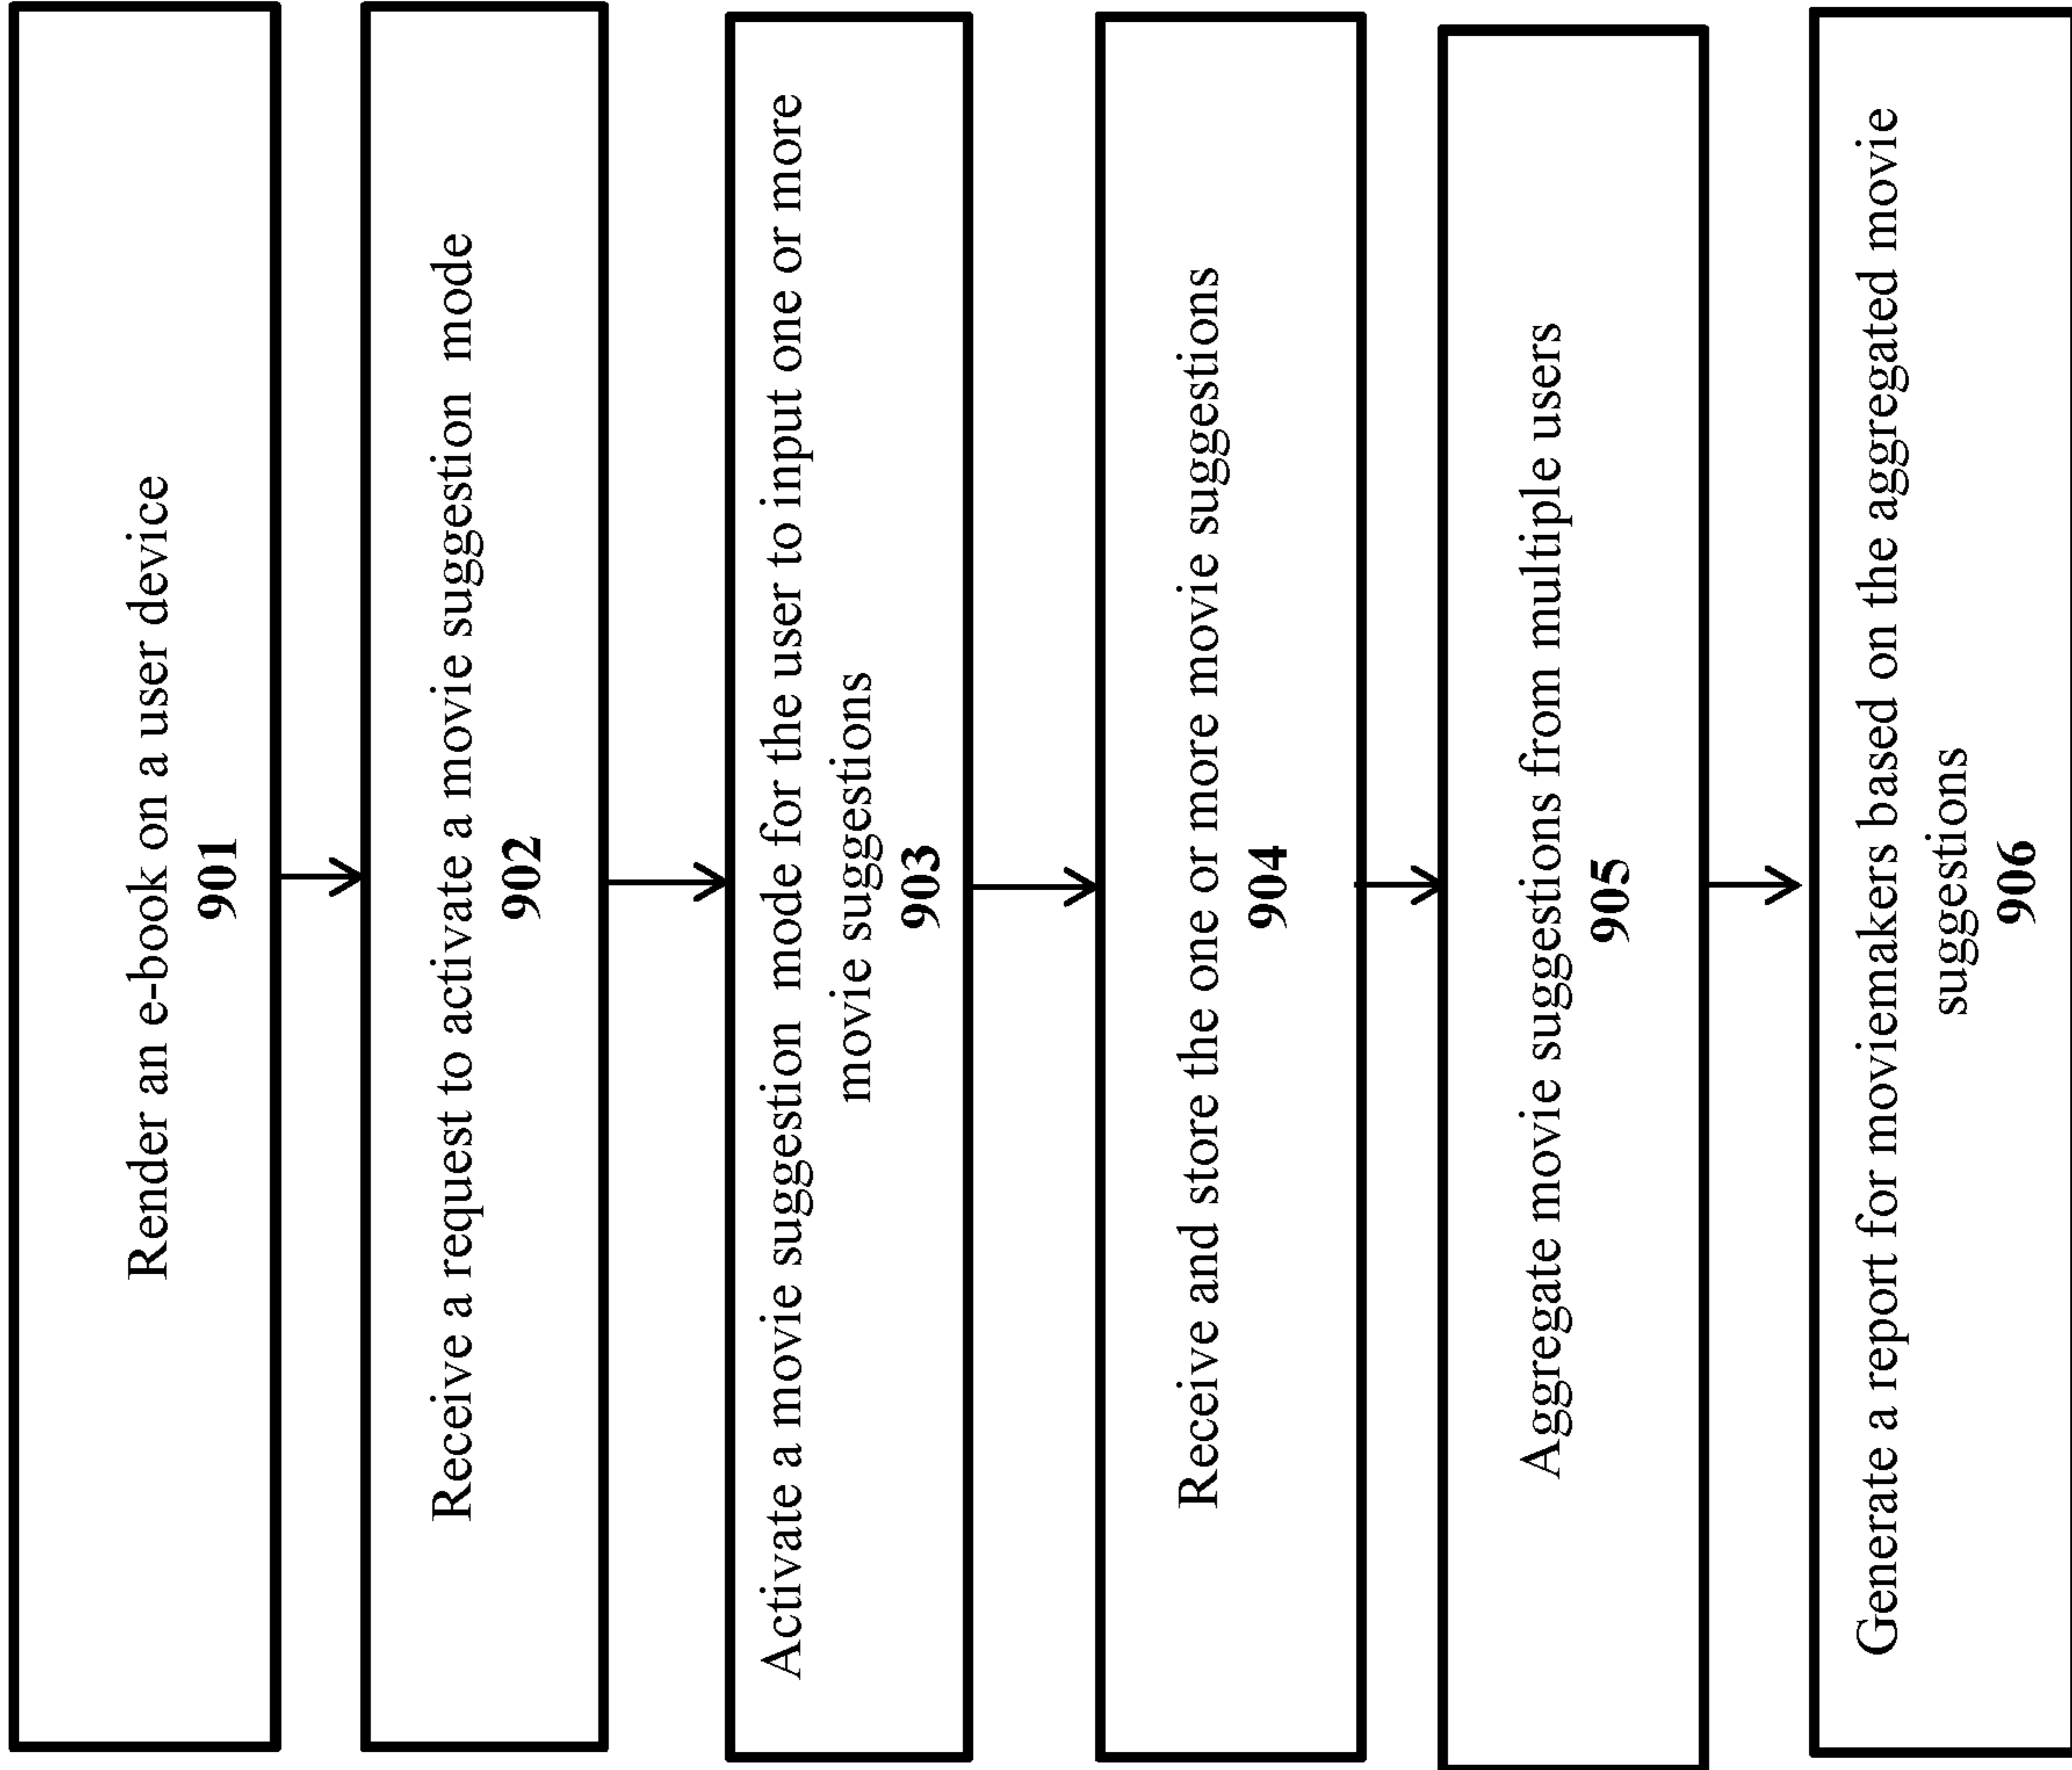 Render an e-book on a user device
901
Receive a request to activate a movie suggestion mode
902
Activate a movie suggestion mode for the user to input one or more
movie suggestions
903
Receive and store the one or more movie suggestions
904
Aggregate movie suggestions from multiple users
905
Generate a report for moviemakers based on the aggregated movie
suggestions
906